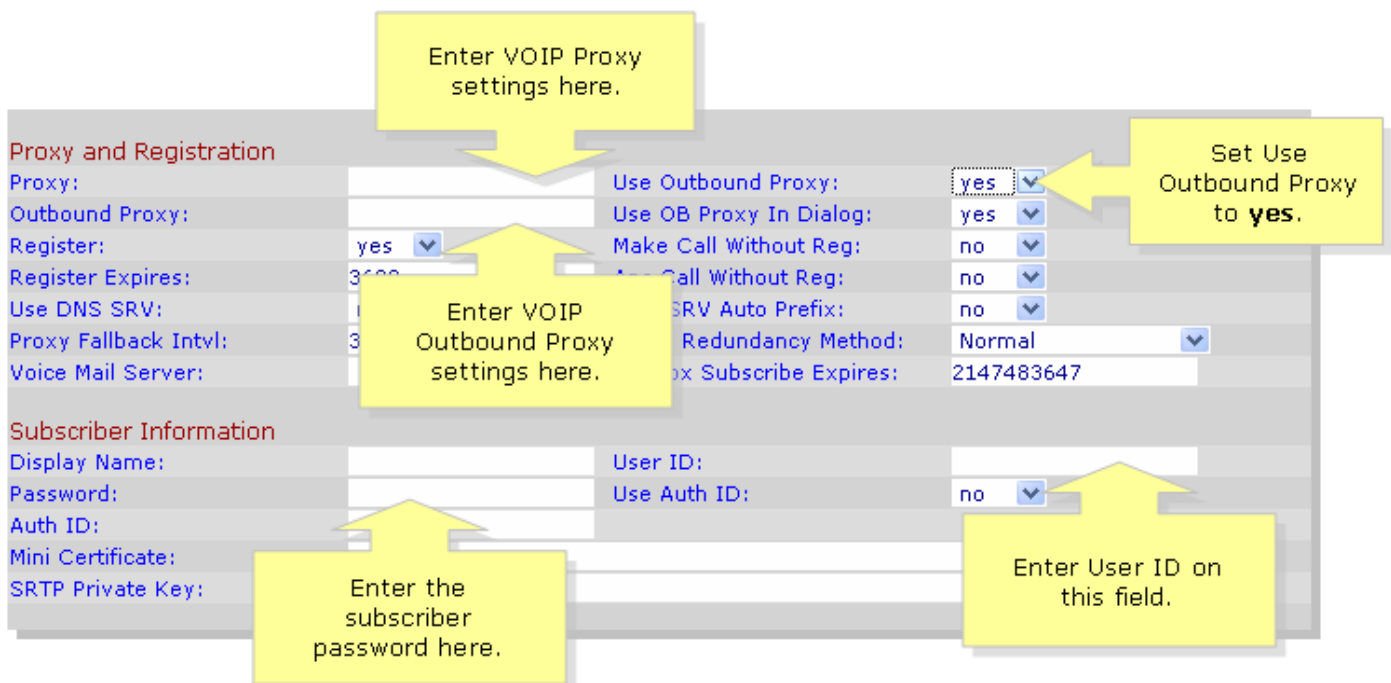 Enter VOIP Proxy
settings here.
Proxy and Registration
Proxy:
Use Outbound Proxy: yes
Set Use
Outbound Proxy
to yes.
Outbound Proxy:
Use OB Proxy In Dialog: yes
Register: yes
Make Call Without Reg: no
Register Expires:
Call Without Reg: no
Use DNS SRV:
SRV Auto Prefix: no
Proxy Fallback Intvl: 3
Redundancy Method: Normal
Voice Mail Server:
Subscribe Expires: 2147483647
Enter VOIP
Outbound Proxy
settings here.
Subscriber Information
Display Name:
User ID:
Password:
Use Auth ID: no
Auth ID:
Mini Certificate:
SRTP Private Key:
Enter the
subscriber
password here.
Enter User ID on
this field.